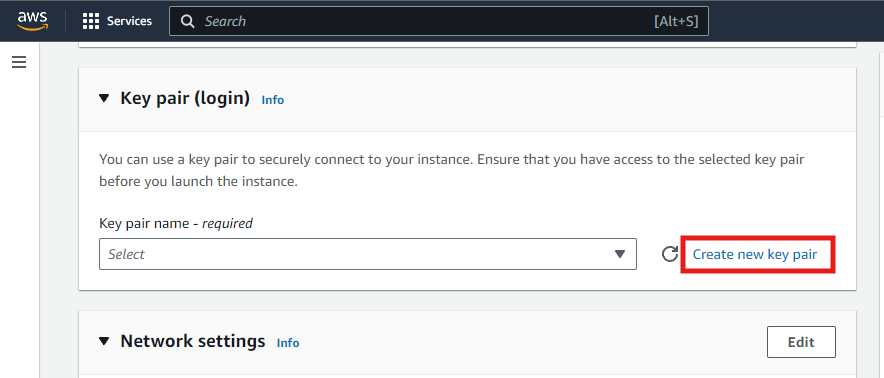 aws
Services
Search [Alt+S]
Key pair (login) Info
You can use a key pair to securely connect to your instance. Ensure that you have access to the selected key pair
before you launch the instance.
Key pair name - required
Select
Create new key pair
Network settings Info
Edit